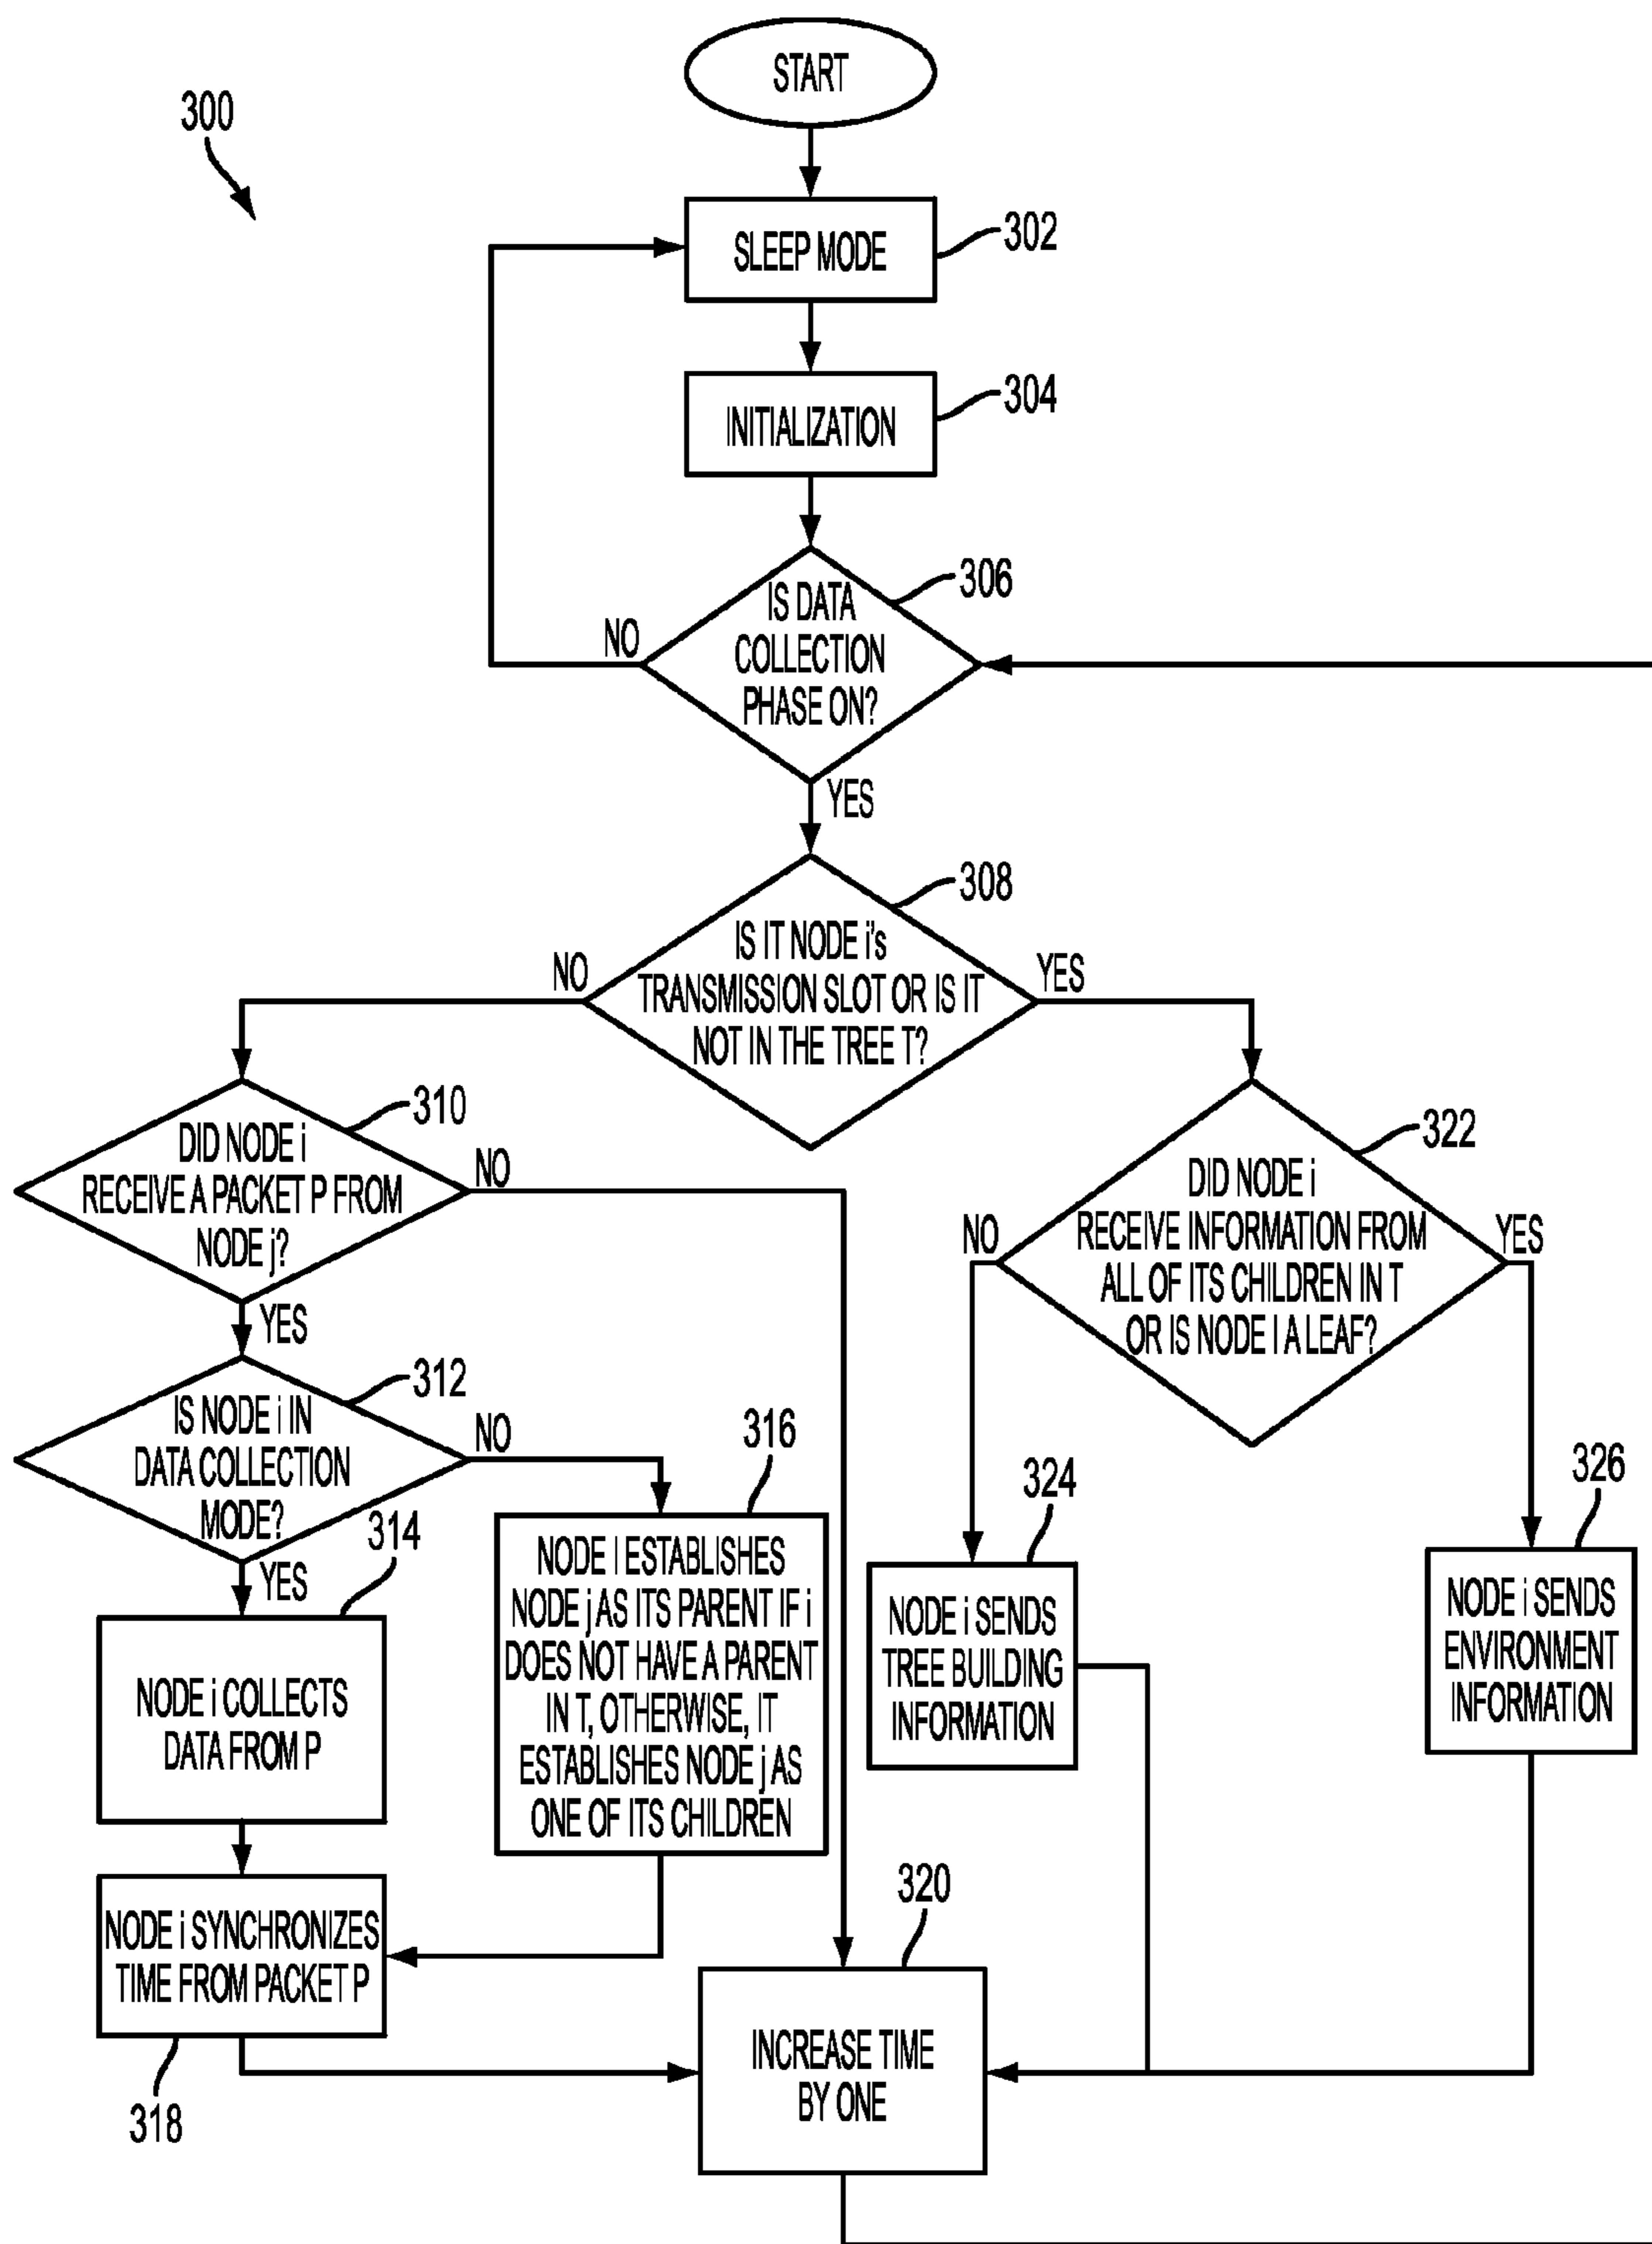 START
300
SLEEP MODE
302
INITIALIZATION
304
IS DATA
COLLECTION
PHASE ON?
306
NO
YES
IS IT NODE i's
TRANSMISSION SLOT OR IS IT
NOT IN THE TREE T?
308
NO
YES
DID NODE i
RECEIVE A PACKET P FROM
NODE j?
310
NO
YES
DID NODE i
RECEIVE INFORMATION FROM
ALL OF ITS CHILDREN IN T
OR IS NODE I A LEAF?
322
NO
YES
IS NODE i IN
DATA COLLECTION
MODE?
312
NO
YES
NODE i COLLECTS
DATA FROM P
314
NODE I ESTABLISHES
NODE j AS ITS PARENT IF i
DOES NOT HAVE A PARENT
IN T, OTHERWISE, IT
ESTABLISHES NODE j AS
ONE OF ITS CHILDREN
316
NODE i SENDS
TREE BUILDING
INFORMATION
324
NODE i SENDS
ENVIRONMENT
INFORMATION
326
NODE i SYNCHRONIZES
TIME FROM PACKET P
318
INCREASE TIME
BY ONE
320